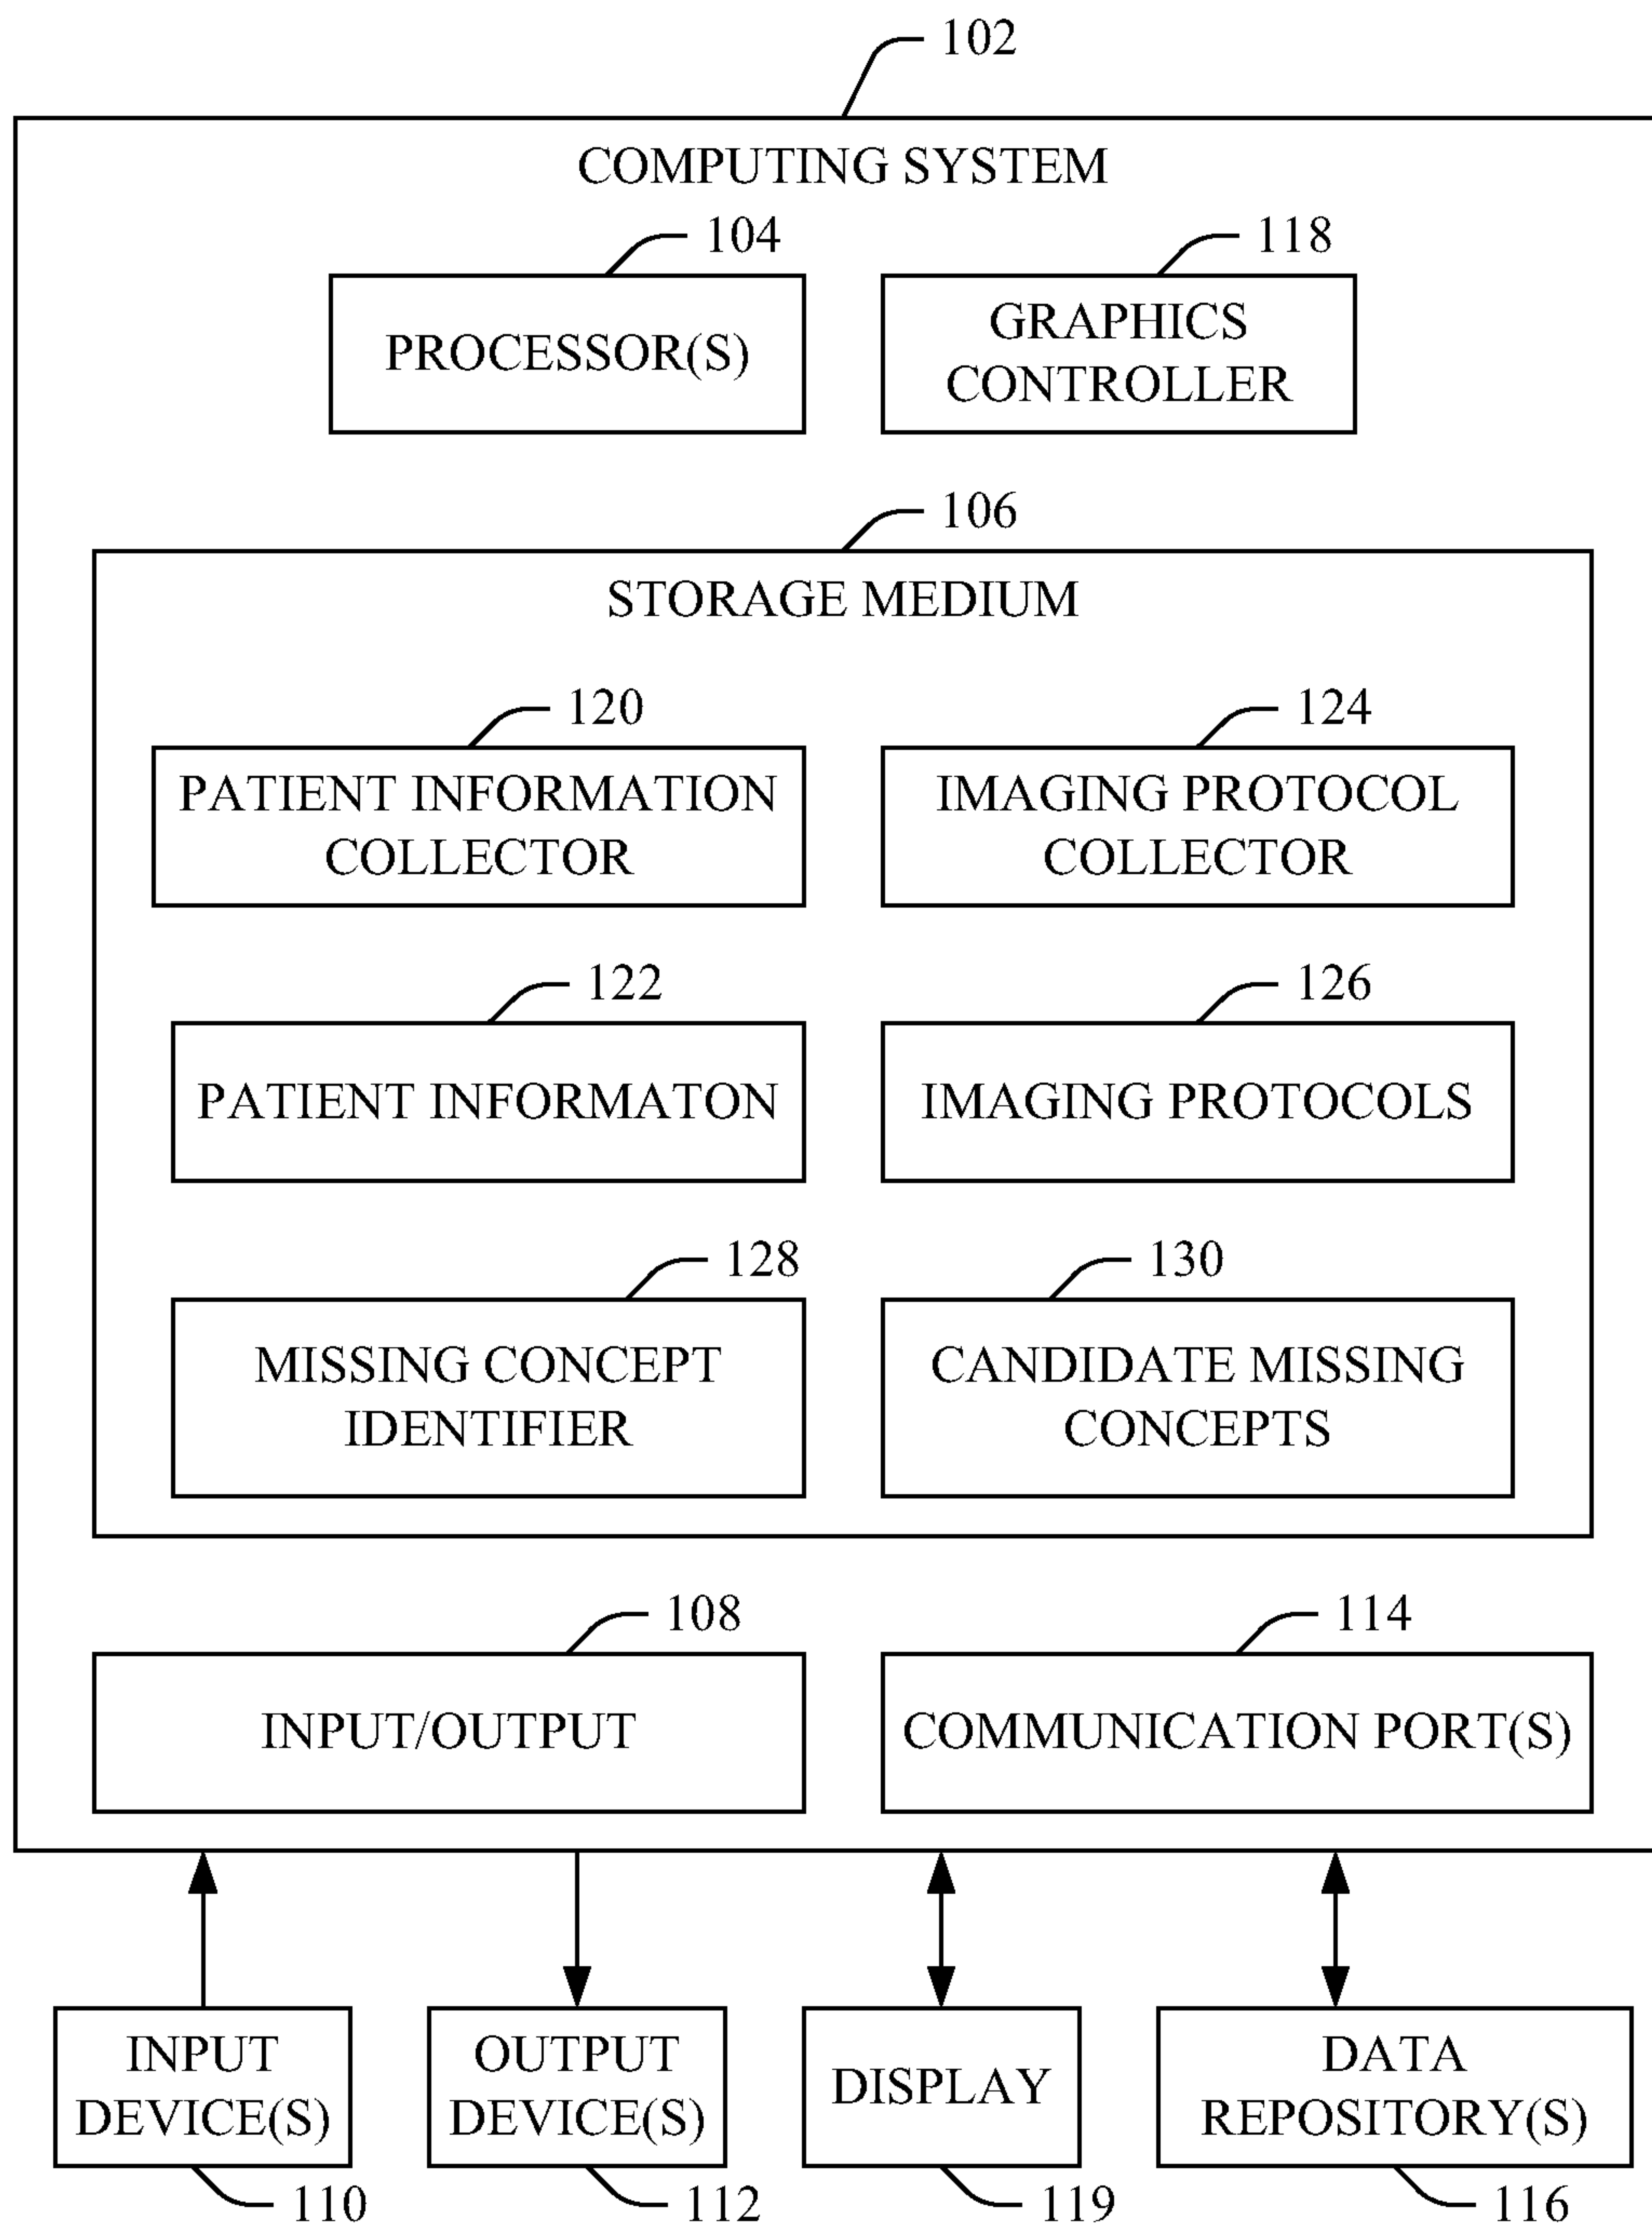 102
COMPUTING SYSTEM
104
118
PROCESSOR(S)
GRAPHICS
CONTROLLER
106
STORAGE MEDIUM
120
124
PATIENT INFORMATION
COLLECTOR
IMAGING PROTOCOL
COLLECTOR
122
126
PATIENT INFORMATON
IMAGING PROTOCOLS
128
130
MISSING CONCEPT
IDENTIFIER
CANDIDATE MISSING
CONCEPTS
108
114
INPUT/OUTPUT
COMMUNICATION PORT(S)
INPUT
DEVICE(S)
OUTPUT
DEVICE(S)
DISPLAY
DATA
REPOSITORY(S)
110
112
119
116